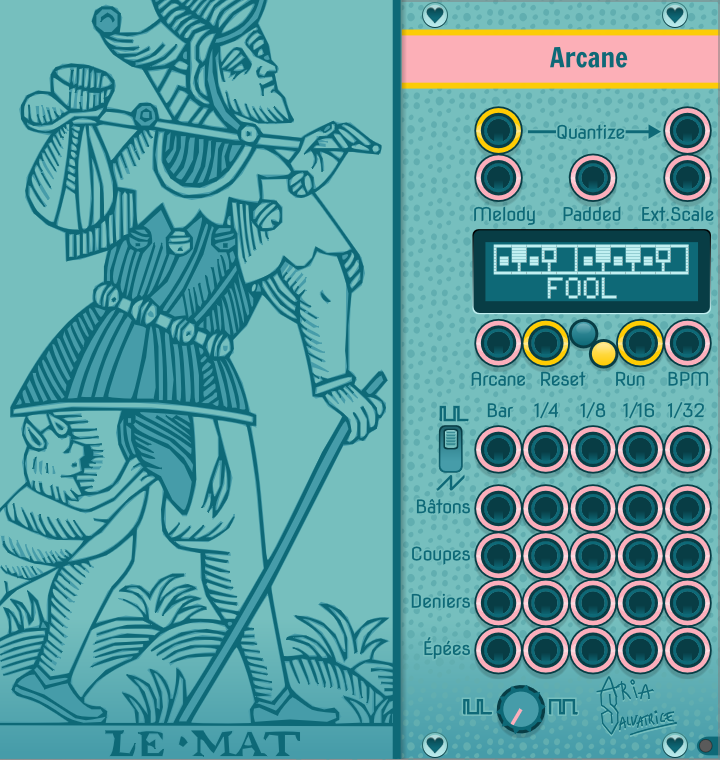 Arcane
Quantize
Melody Padded Ext.Scale
FOOL
Arcane Reset Run BPM
Bar 1/4 1/8 1/16 1/32
Bâtons
Coupes
Deniers
Épées
ARIA
SALVATRICE
LE·MAT